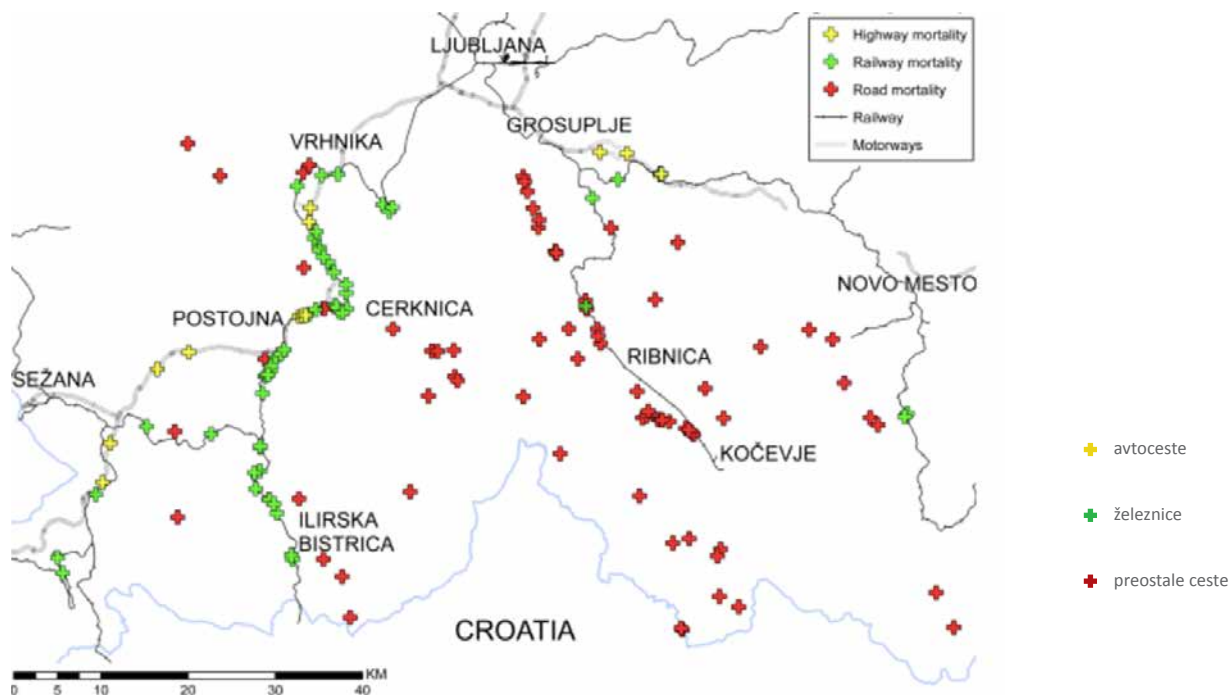 LJUBLJANA
Highway mortality
Railway mortality
Road mortality
Railway
Motorways
GROSUPLJE
VRHNIKA
NOVO MESTO
CERKNICA
POSTOJNA
RIBNICA
SEŽANA
KOČEVJE
avtoceste
železnice
ILIRSKA
BISTRICA
preostale ceste
CROATIA
KM
0 5 10 20 30 40